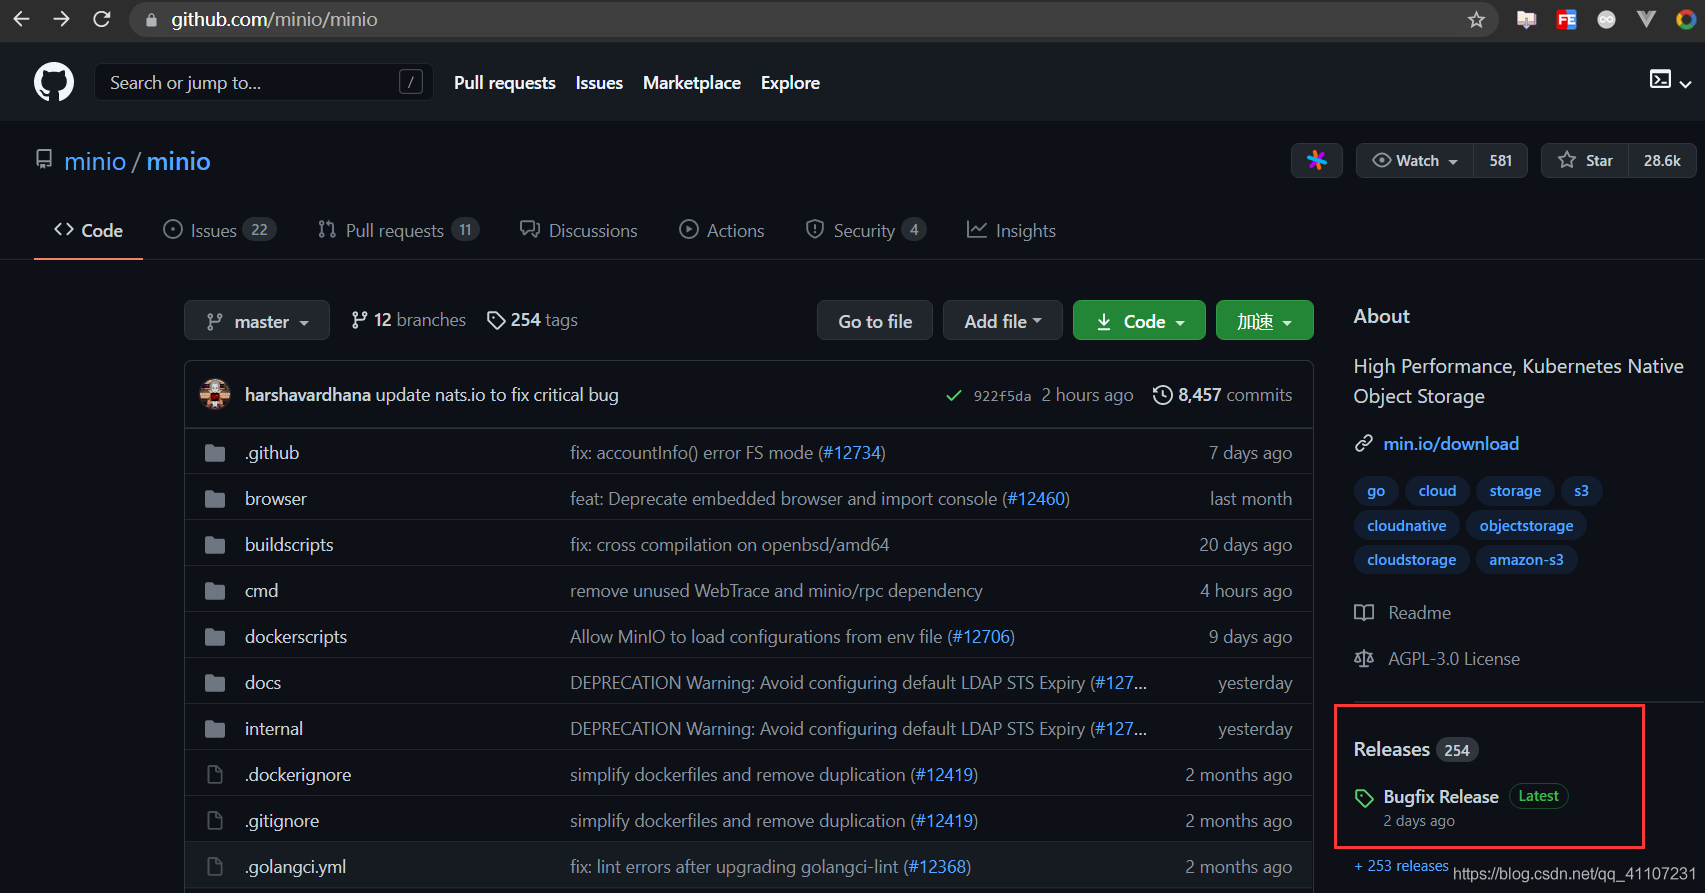 github.com/minio/minio
FE
Search or jump to...
/
Pull requests
Issues
Marketplace
Explore
minio / minio
Watch
581
Star
28.6k
Code
Issues 22
Pull requests 11
Discussions
Actions
Security 4
Insights
master
12 branches
254 tags
Go to file
Add file
Code
加速
harshavardhana update nats.io to fix critical bug
922f5da 2 hours ago
8,457 commits
.github fix: accountInfo() error FS mode (#12734) 7 days ago
browser feat: Deprecate embedded browser and import console (#12460) last month
buildscripts fix: cross compilation on openbsd/amd64 20 days ago
cmd remove unused WebTrace and minio/rpc dependency 4 hours ago
dockerscripts Allow MinIO to load configurations from env file (#12706) 9 days ago
docs DEPRECATION Warning: Avoid configuring default LDAP STS Expiry (#127... yesterday
internal DEPRECATION Warning: Avoid configuring default LDAP STS Expiry (#127... yesterday
.dockerignore simplify dockerfiles and remove duplication (#12419) 2 months ago
.gitignore simplify dockerfiles and remove duplication (#12419) 2 months ago
.golangci.yml fix: lint errors after upgrading golangci-lint (#12368) 2 months ago
About
High Performance, Kubernetes Native
Object Storage
min.io/download
go cloud storage s3
cloudnative objectstorage
cloudstorage amazon-s3
Readme
AGPL-3.0 License
Releases 254
Bugfix Release Latest
2 days ago
+ 253 releases
https://blog.csdn.net/qq_41107231